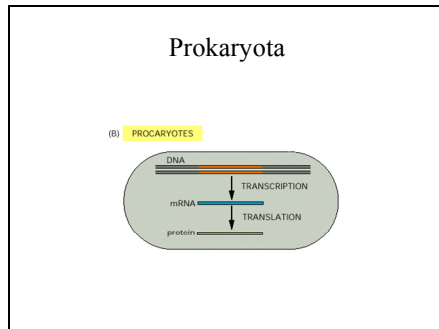 Prokaryota
(B) PROCARYOTES
DNA
TRANSCRIPTION
mRNA
TRANSLATION
protein